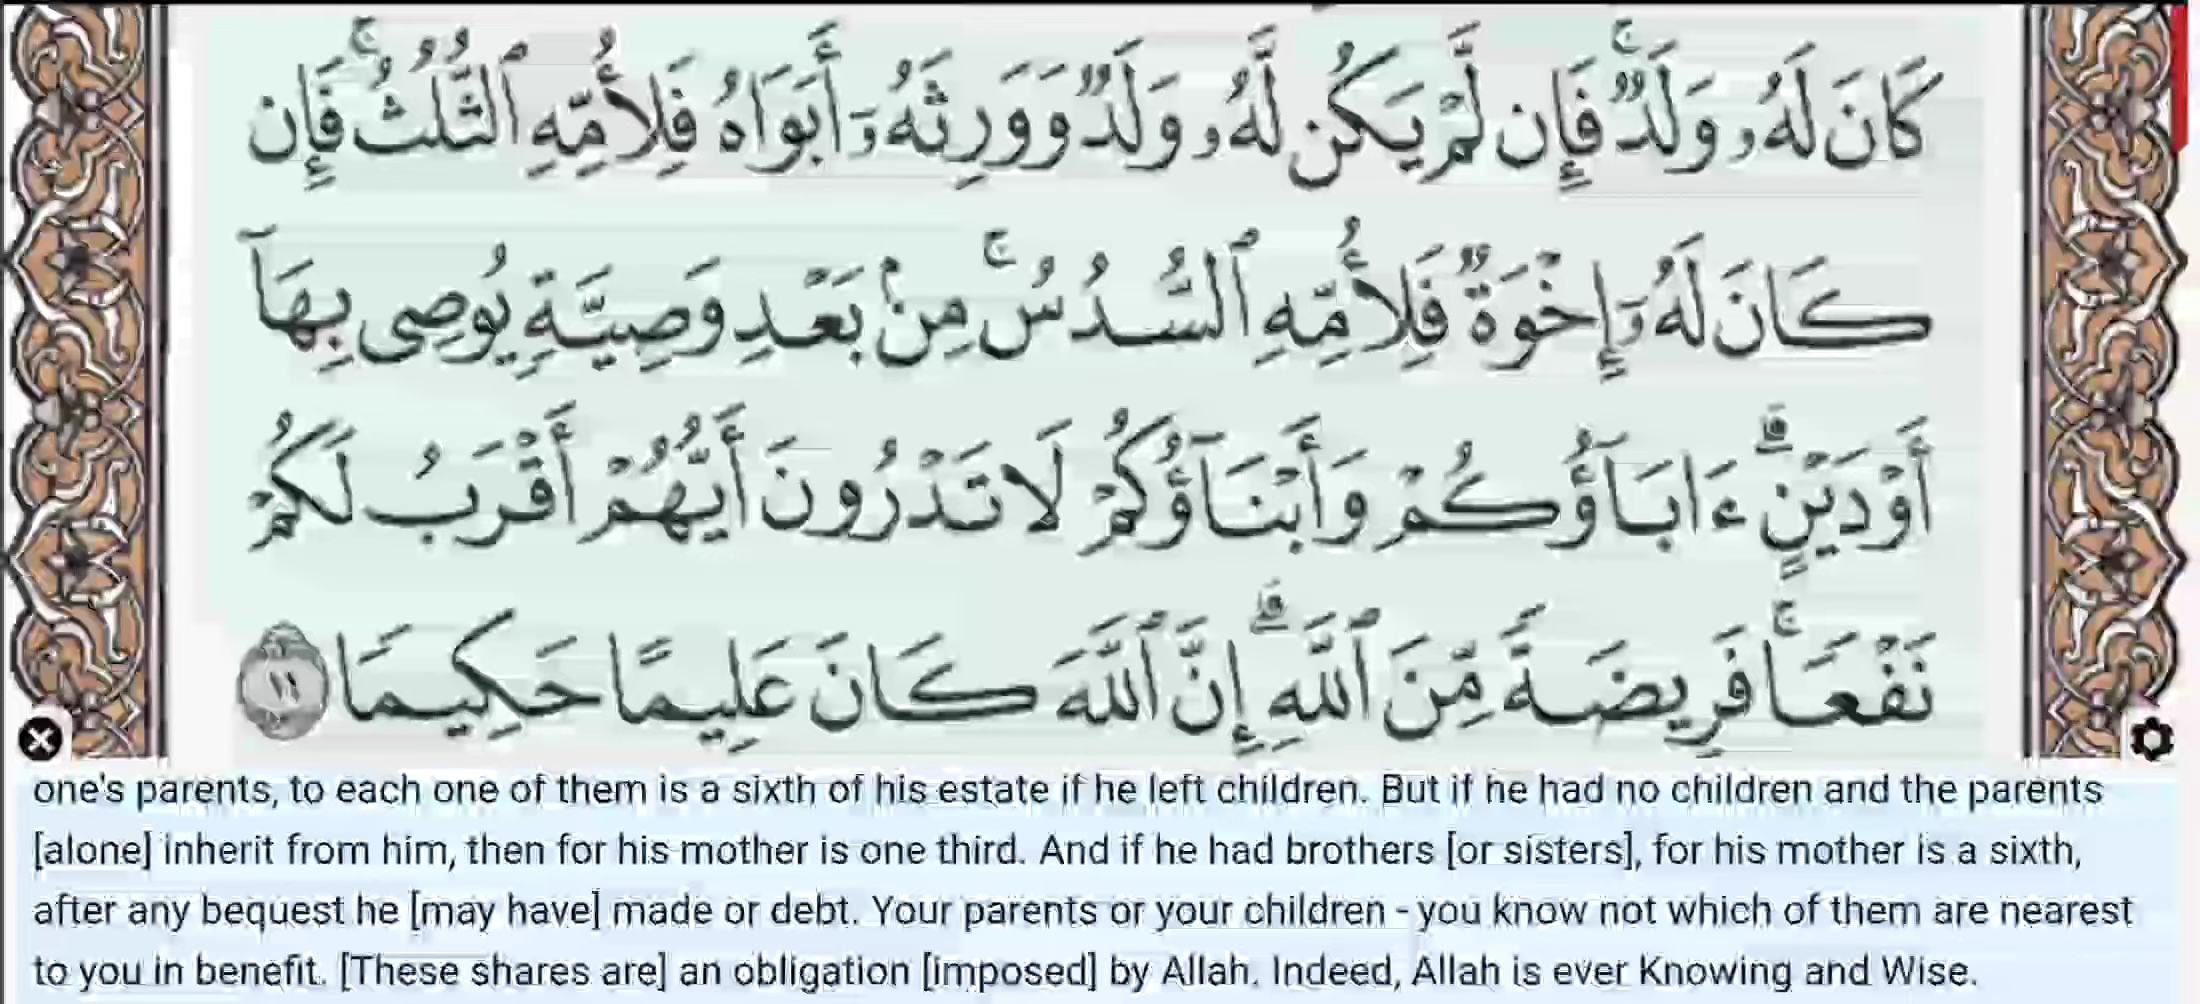 كَانَ لَهُۥ وَلَدٌ ۚ فَإِن لَّمْ يَكُن لَّهُۥ وَلَدٌ وَوَرِثَهُۥٓ أَبَوَاهُ فَلِأُمِّهِ ٱلثُّلُثُ ۚ فَإِن
كَانَ لَهُۥٓ إِخْوَةٌ فَلِأُمِّهِ ٱلسُّدُسُ ۚ مِنۢ بَعْدِ وَصِيَّةٍ يُوصِى بِهَآ
أَوْ دَيْنٍ ۗ ءَابَآؤُكُمْ وَأَبْنَآؤُكُمْ لَا تَدْرُونَ أَيُّهُمْ أَقْرَبُ لَكُمْ
نَفْعًا ۚ فَرِيضَةً مِّنَ ٱللَّهِ ۗ إِنَّ ٱللَّهَ كَانَ عَلِيمًا حَكِيمًا ١١
one's parents, to each one of them is a sixth of his estate if he left children. But if he had no children and the parents
[alone] inherit from him, then for his mother is one third. And if he had brothers [or sisters], for his mother is a sixth,
after any bequest he [may have] made or debt. Your parents or your children - you know not which of them are nearest
to you in benefit. [These shares are] an obligation [imposed] by Allah. Indeed, Allah is ever Knowing and Wise.